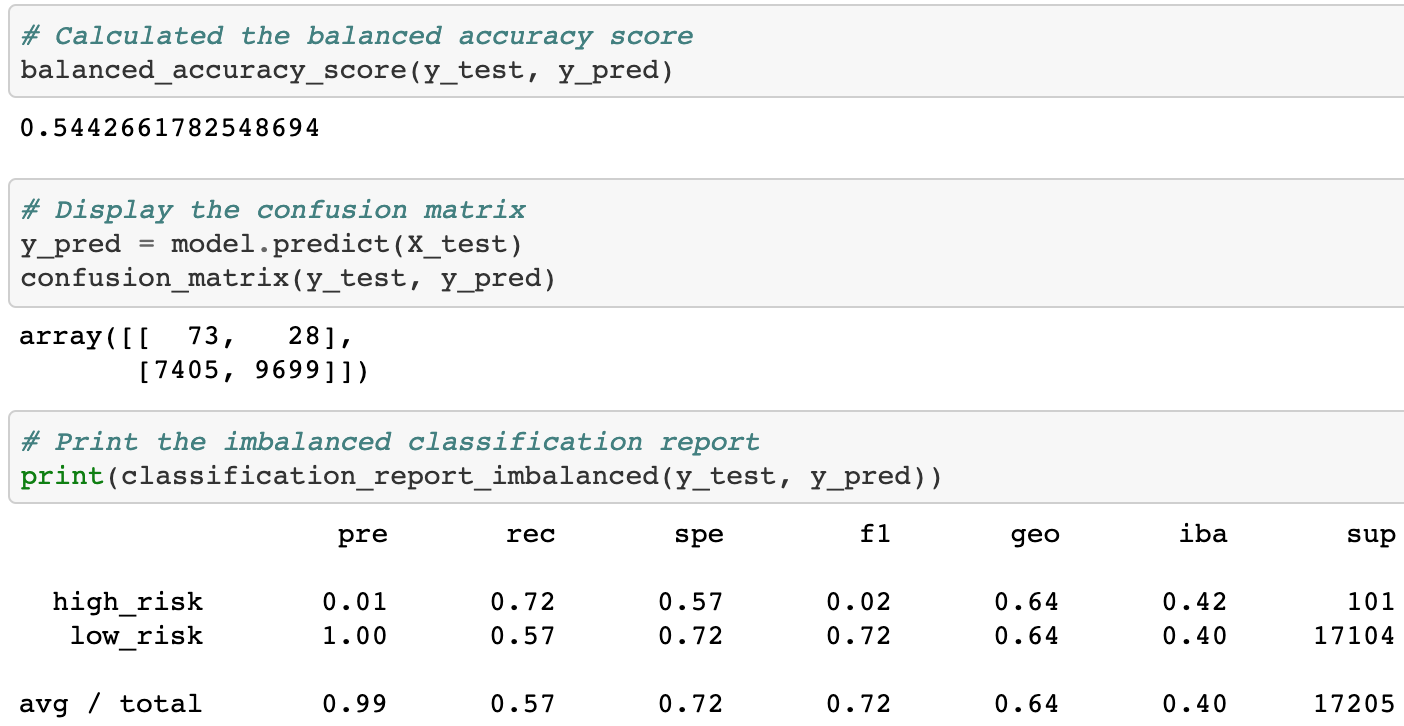 # Calculated the balanced accuracy score
balanced_accuracy_score(y_test, y_pred)
0.5442661782548694
# Display the confusion matrix
y_pred = model.predict(X_test)
confusion_matrix(y_test, y_pred)
array([[  73,   28],
       [7405, 9699]])
# Print the imbalanced classification report
print(classification_report_imbalanced(y_test, y_pred))
pre rec spe f1 geo iba sup
high_risk 0.01 0.72 0.57 0.02 0.64 0.42 101
low_risk 1.00 0.57 0.72 0.72 0.64 0.40 17104
avg / total 0.99 0.57 0.72 0.72 0.64 0.40 17205